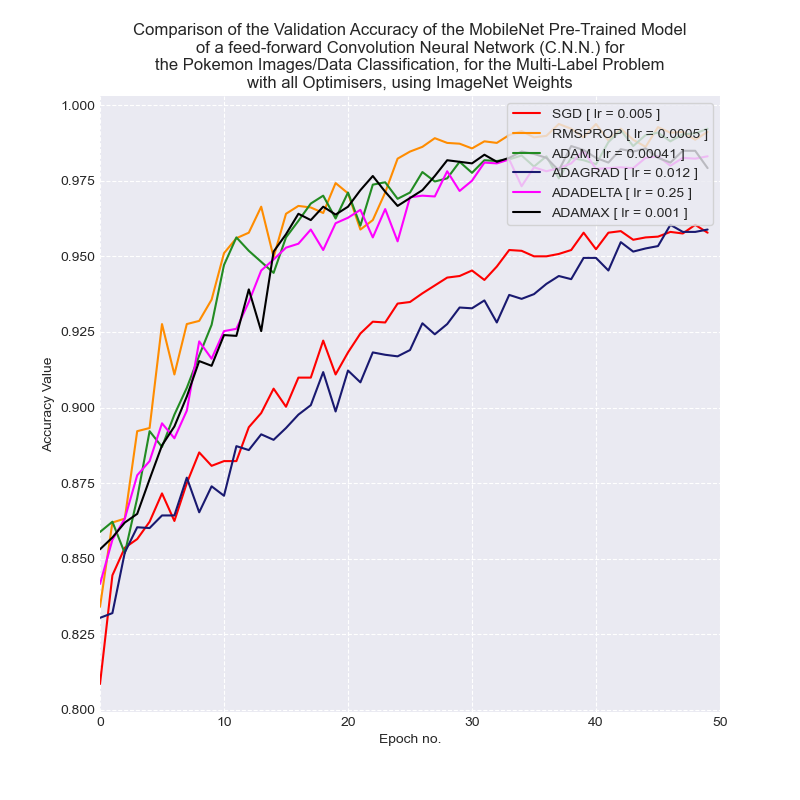 Comparison of the Validation Accuracy of the MobileNet Pre-Trained Model
of a feed-forward Convolution Neural Network (C.N.N.) for
the Pokemon Images/Data Classification, for the Multi-Label Problem
with all Optimisers, using ImageNet Weights
1.000
0.975
0.950
0.925
0.900
0.875
0.850
0.825
0.800
Accuracy Value
SGD [ lr = 0.005 ]
RMSPROP [ lr = 0.0005 ]
ADAM [ lr = 0.00041 ]
ADAGRAD [ lr = 0.012 ]
ADADELTA [ lr = 0.25 ]
ADAMAX [ lr = 0.001 ]
0 10 20 30 40 50
Epoch no.